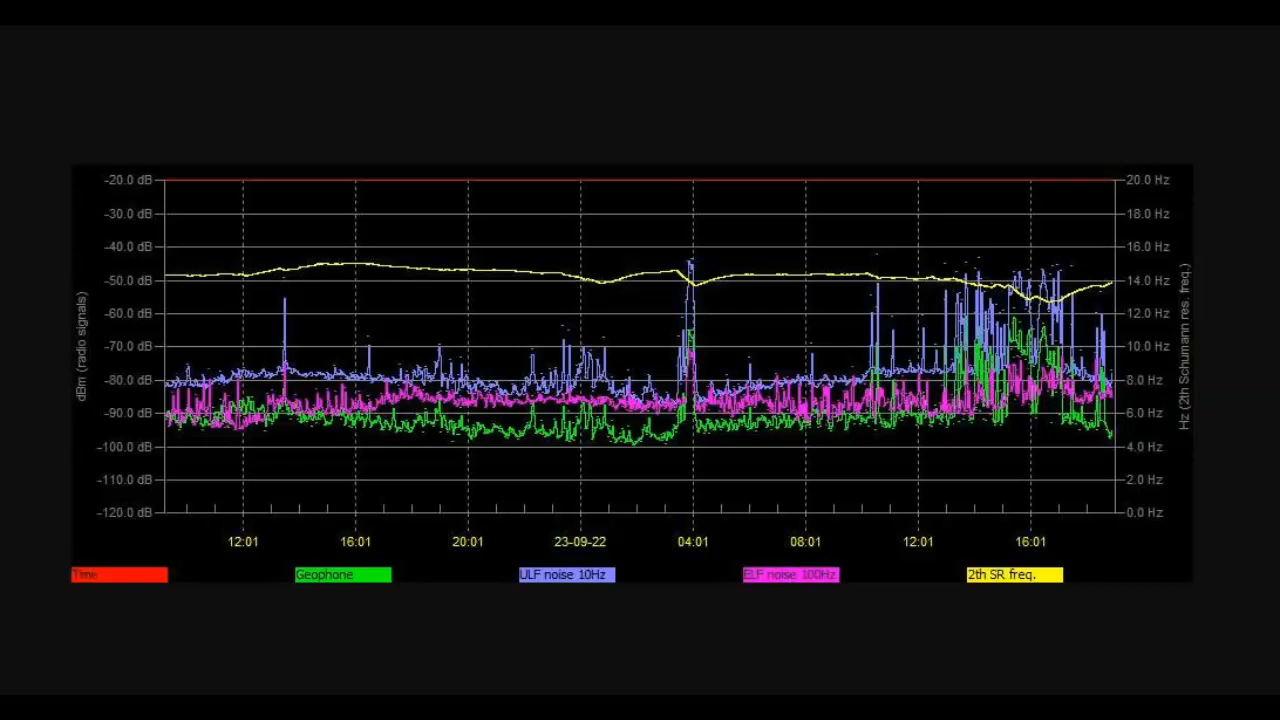 -20.0 dB
-30.0 dB
-40.0 dB
-50.0 dB
-60.0 dB
-70.0 dB
-80.0 dB
-90.0 dB
-100.0 dB
-110.0 dB
-120.0 dB
dBm (radio signals)
20.0 Hz
18.0 Hz
16.0 Hz
14.0 Hz
12.0 Hz
10.0 Hz
8.0 Hz
6.0 Hz
4.0 Hz
2.0 Hz
0.0 Hz
Hz (2th Schumann res. freq.)
12:01 16:01 20:01 23-09-22 04:01 08:01 12:01 16:01
Time Geophone ULF noise 10Hz ELF noise 100Hz 2th SR freq.